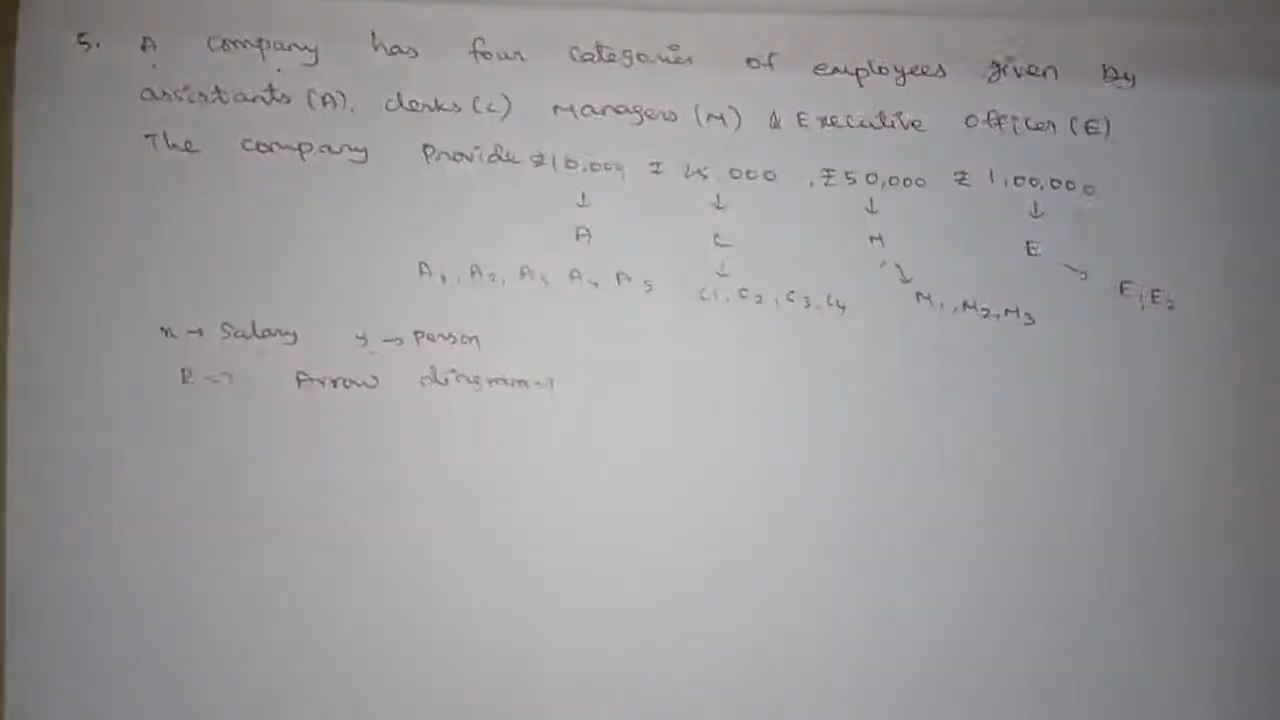 5. A company has four categories of employees given by
assistants (A), clerks (C) Managers (M) & Executive Officer (E)
The company Provide ₹10,000, ₹ 25,000, ₹50,000 ₹ 1,00,000
↓ ↓ ↓ ↓
A C M E
A1, A2, A3, A4, A5 C1, C2, C3, C4 M1, M2, M3 E1, E2
x → Salary y → person
R = ? Arrow diagram = ?